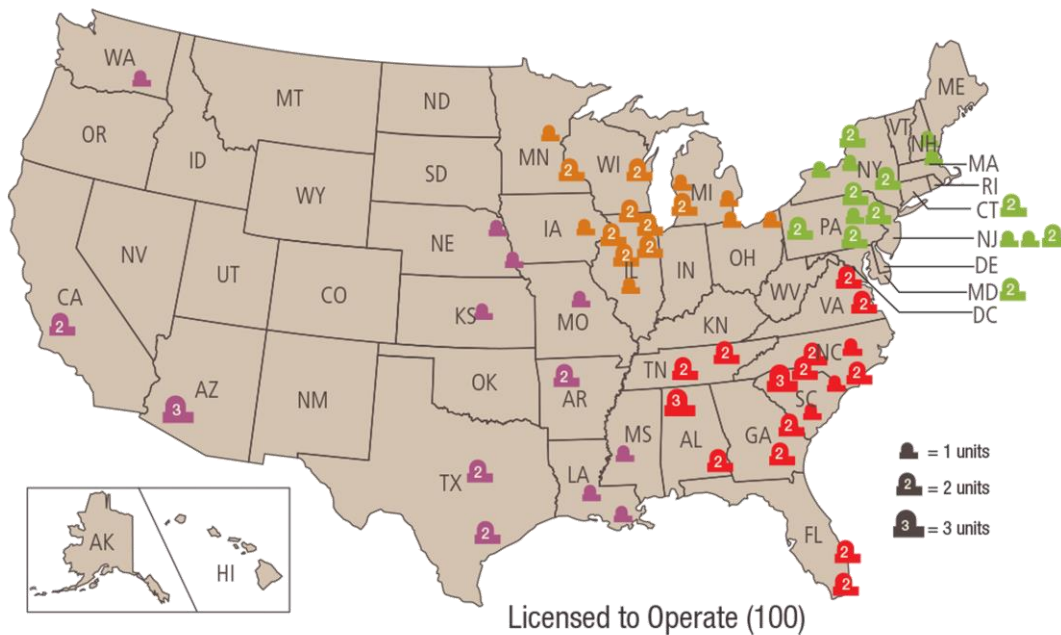 WA
MT
ND
ME
OR
ID
SD
MN
WI
MI
2
2
2
2
VT
NH
NY
2
MA
RI
CT 2
NJ 2
DE
MD 2
DC
WY
NE
IA
2
2
2
2
2
IL
IN
OH
2
PA
2
2
2
NV
UT
CO
KS
MO
WV
VA
2
2
KN
CA
2
AZ
3
NM
OK
AR
2
TN
2
2
2
NC
2
3
2
SC
MS
AL
3
2
GA
2
2
TX
2
2
LA
FL
2
2
= 1 units
2 = 2 units
3 = 3 units
AK
HI
Licensed to Operate (100)